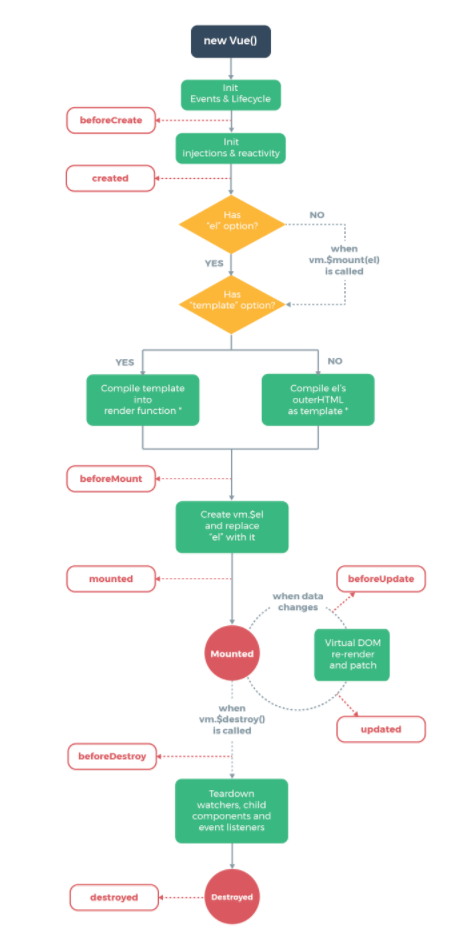 new Vue()
Init
Events & Lifecycle
beforeCreate
Init
injections & reactivity
created
Has
"el" option?
NO
when
vm.$mount(el)
is called
YES
Has
"template" option?
YES
NO
Compile template
into
render function *
Compile el's
outerHTML
as template *
beforeMount
Create vm.$el
and replace
"el" with it
mounted
beforeUpdate
when data
changes
Mounted
Virtual DOM
re-render
and patch
when
vm.$destroy()
is called
updated
beforeDestroy
Teardown
watchers, child
components and
event listeners
destroyed
Destroyed